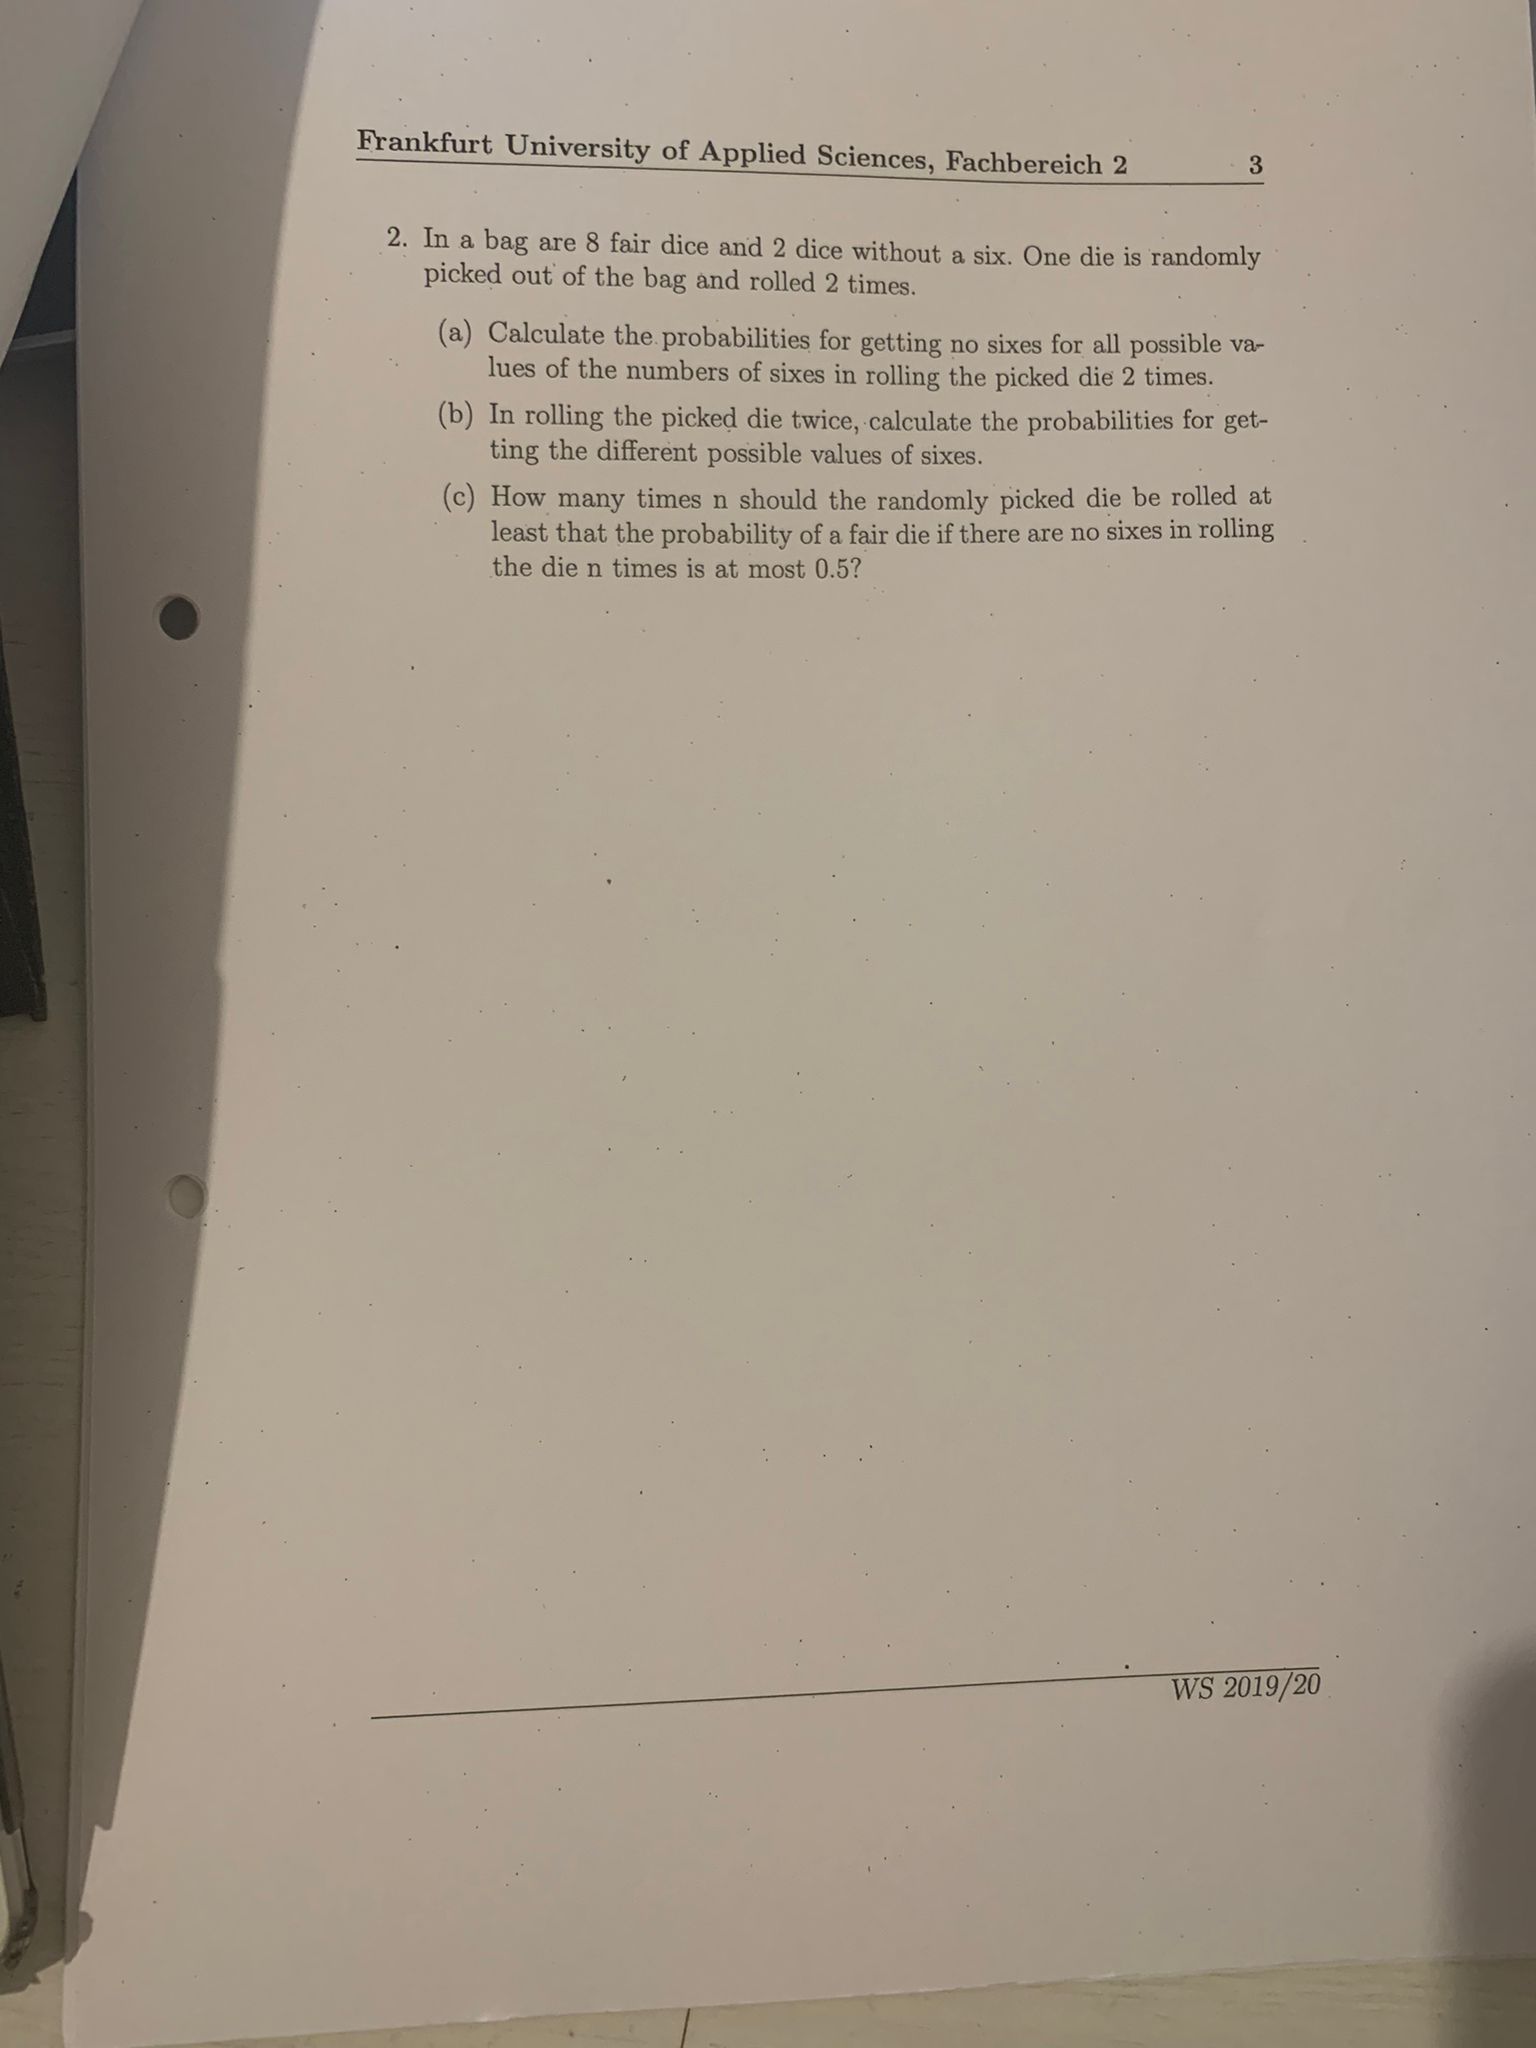 Frankfurt University of Applied Sciences, Fachbereich 2 3
2. In a bag are 8 fair dice and 2 dice without a six. One die is randomly
picked out of the bag and rolled 2 times.
(a) Calculate the probabilities for getting no sixes for all possible va-
lues of the numbers of sixes in rolling the picked die 2 times.
(b) In rolling the picked die twice, calculate the probabilities for get-
ting the different possible values of sixes.
(c) How many times n should the randomly picked die be rolled at
least that the probability of a fair die if there are no sixes in rolling
the die n times is at most 0.5?
WS 2019/20